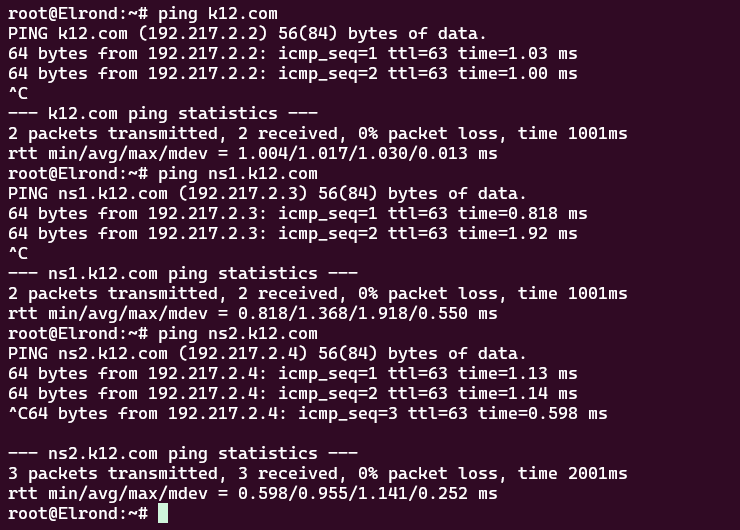 root@Elrond:~# ping k12.com
PING k12.com (192.217.2.2) 56(84) bytes of data.
64 bytes from 192.217.2.2: icmp_seq=1 ttl=63 time=1.03 ms
64 bytes from 192.217.2.2: icmp_seq=2 ttl=63 time=1.00 ms
^C
--- k12.com ping statistics ---
2 packets transmitted, 2 received, 0% packet loss, time 1001ms
rtt min/avg/max/mdev = 1.004/1.017/1.030/0.013 ms
root@Elrond:~# ping ns1.k12.com
PING ns1.k12.com (192.217.2.3) 56(84) bytes of data.
64 bytes from 192.217.2.3: icmp_seq=1 ttl=63 time=0.818 ms
64 bytes from 192.217.2.3: icmp_seq=2 ttl=63 time=1.92 ms
^C
--- ns1.k12.com ping statistics ---
2 packets transmitted, 2 received, 0% packet loss, time 1001ms
rtt min/avg/max/mdev = 0.818/1.368/1.918/0.550 ms
root@Elrond:~# ping ns2.k12.com
PING ns2.k12.com (192.217.2.4) 56(84) bytes of data.
64 bytes from 192.217.2.4: icmp_seq=1 ttl=63 time=1.13 ms
64 bytes from 192.217.2.4: icmp_seq=2 ttl=63 time=1.14 ms
^C64 bytes from 192.217.2.4: icmp_seq=3 ttl=63 time=0.598 ms
--- ns2.k12.com ping statistics ---
3 packets transmitted, 3 received, 0% packet loss, time 2001ms
rtt min/avg/max/mdev = 0.598/0.955/1.141/0.252 ms
root@Elrond:~#